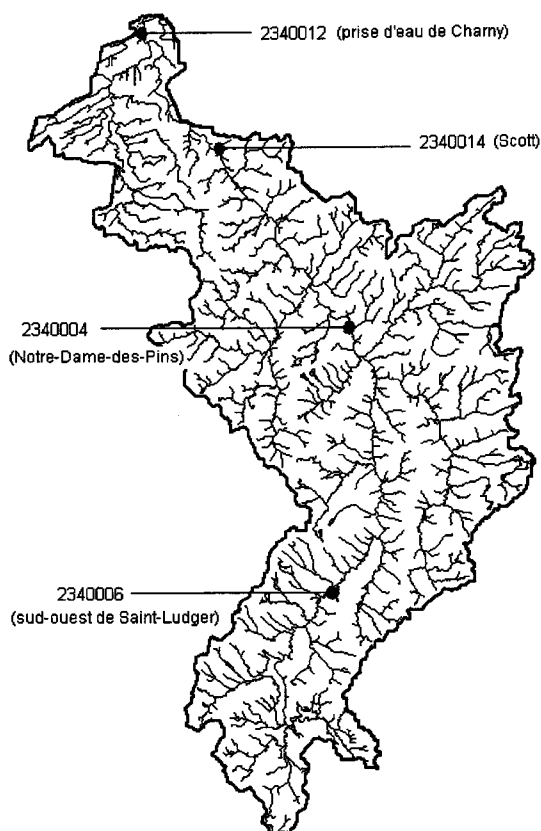 2340012 (prise d'eau de Charny)
2340014 (Scott)
2340004
(Notre-Dame-des-Pins)
2340006
(sud-ouest de Saint-Ludger)